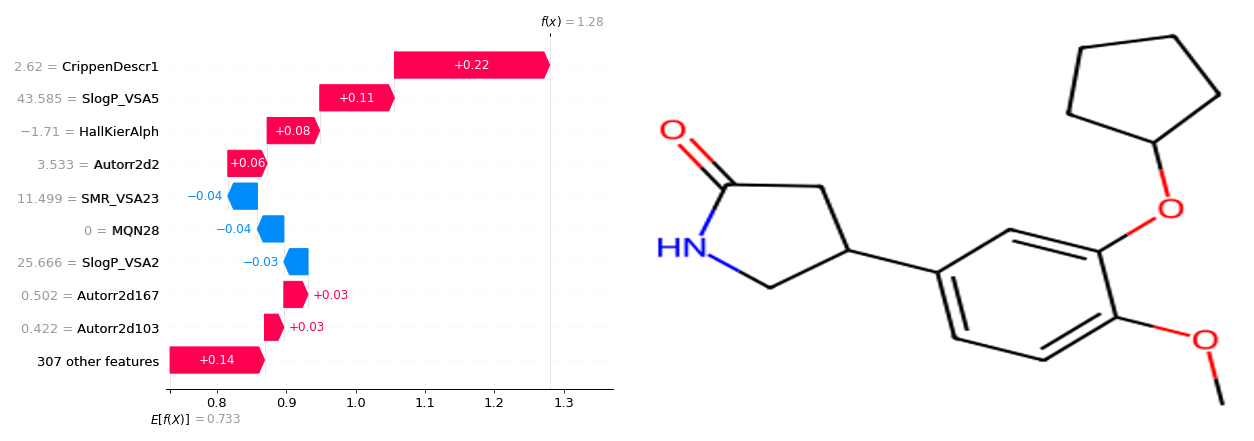 f(x) = 1.28
2.62 = CrippenDescr1
+0.22
43.585 = SlogP_VSA5
+0.11
−1.71 = HallKierAlph
+0.08
3.533 = Autorr2d2
+0.06
11.499 = SMR_VSA23
−0.04
0 = MQN28
−0.04
25.666 = SlogP_VSA2
−0.03
0.502 = Autorr2d167
+0.03
0.422 = Autorr2d103
+0.03
307 other features
+0.14
0.8 0.9 1.0 1.1 1.2 1.3
E[f(X)] = 0.733
O
HN
O
O